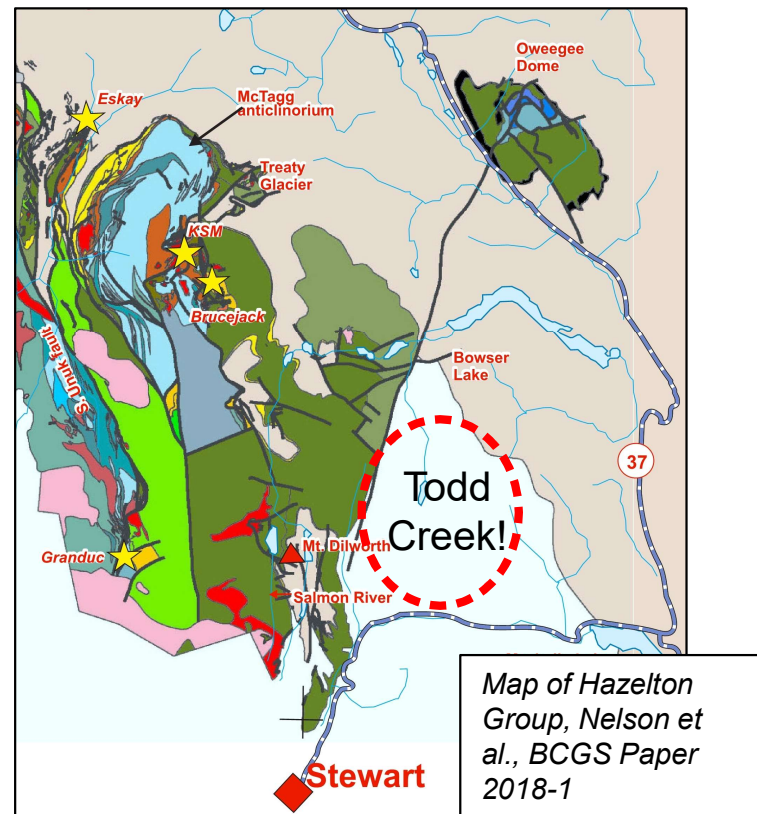 Oweegee
Dome
Eskay
McTagg
anticlinorium
Treaty
Glacier
KSM
Brucejack
S. Unuk fault
Bowser
Lake
37
Todd
Creek!
Granduc
Mt. Dilworth
Salmon River
Map of Hazelton
Group, Nelson et
al., BCGS Paper
2018-1
Stewart